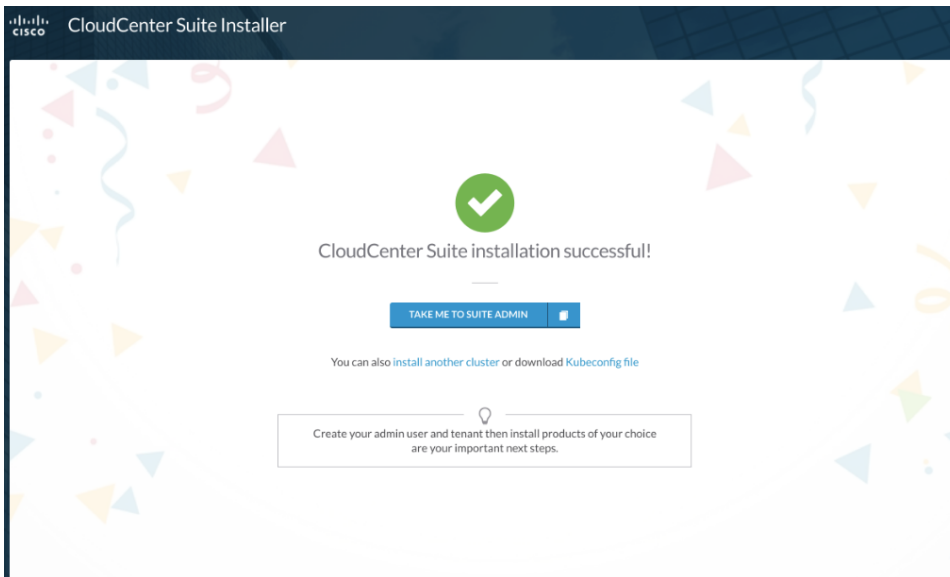 cisco
CloudCenter Suite Installer
CloudCenter Suite installation successful!
TAKE ME TO SUITE ADMIN
You can also install another cluster or download Kubeconfig file
Create your admin user and tenant then install products of your choice
are your important next steps.